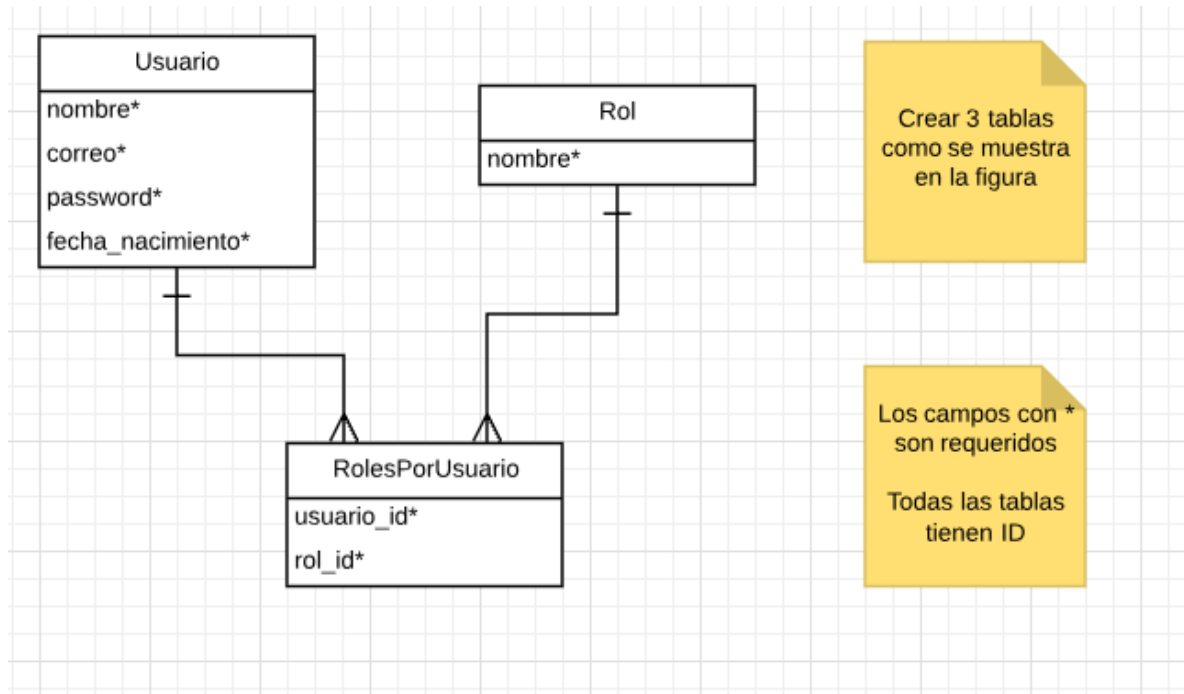 Usuario
nombre*
correo*
password*
fecha_nacimiento*
Rol
nombre*
Crear 3 tablas
como se muestra
en la figura
RolesPorUsuario
usuario_id*
rol_id*
Los campos con *
son requeridos
Todas las tablas
tienen ID